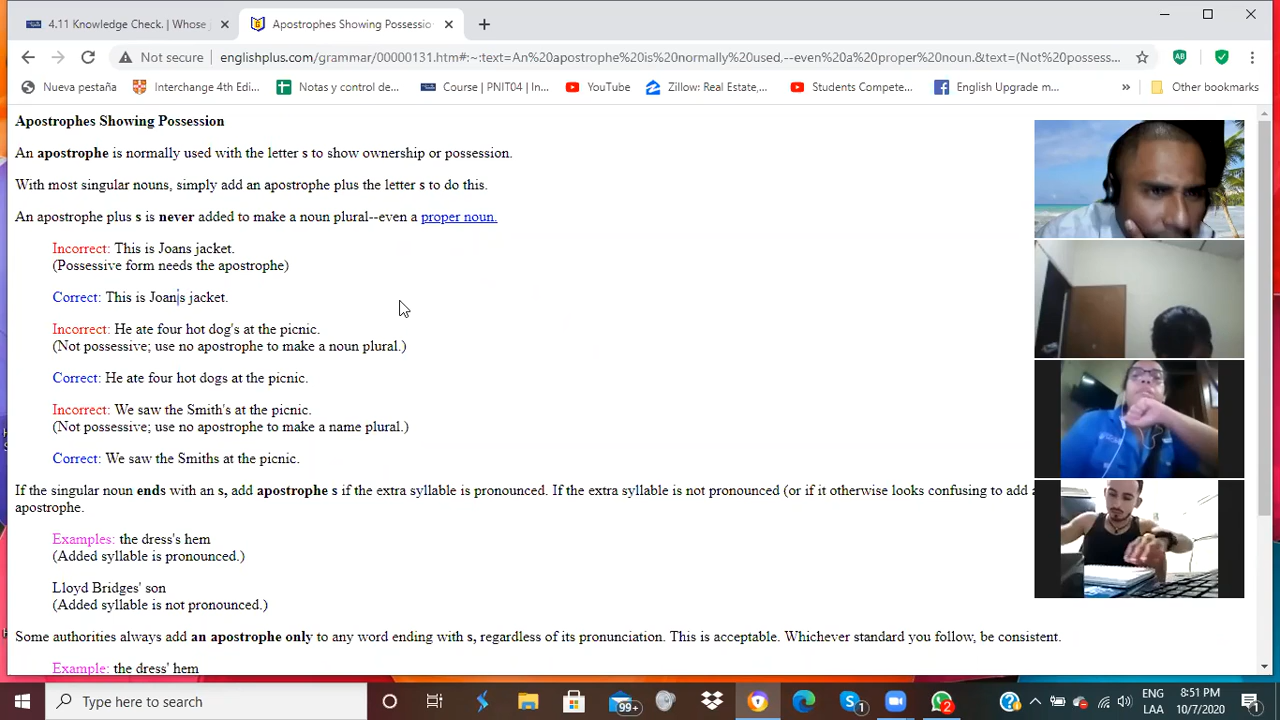 4.11 Knowledge Check. | Whose j
Apostrophes Showing Possessio
Not secure
englishplus.com/grammar/00000131.htm#:~:text=An%20apostrophe%20is%20normally%20used,--even%20a%20proper%20noun.&text=(Not%20possess...
Nueva pestaña
Interchange 4th Edi...
Notas y control de...
Course | PNIT04 | In...
YouTube
Zillow: Real Estate,...
Students Compete...
English Upgrade m...
»
Other bookmarks
Apostrophes Showing Possession
An apostrophe is normally used with the letter s to show ownership or possession.
With most singular nouns, simply add an apostrophe plus the letter s to do this.
An apostrophe plus s is never added to make a noun plural--even a proper noun.
Incorrect: This is Joans jacket.
(Possessive form needs the apostrophe)
Correct: This is Joan's jacket.
Incorrect: He ate four hot dog's at the picnic.
(Not possessive; use no apostrophe to make a noun plural.)
Correct: He ate four hot dogs at the picnic.
Incorrect: We saw the Smith's at the picnic.
(Not possessive; use no apostrophe to make a name plural.)
Correct: We saw the Smiths at the picnic.
If the singular noun ends with an s, add apostrophe s if the extra syllable is pronounced. If the extra syllable is not pronounced (or if it otherwise looks confusing to add
apostrophe.
Examples: the dress's hem
(Added syllable is pronounced.)
Lloyd Bridges' son
(Added syllable is not pronounced.)
Some authorities always add an apostrophe only to any word ending with s, regardless of its pronunciation. This is acceptable. Whichever standard you follow, be consistent.
Example: the dress' hem
Type here to search
99+
1
2
ENG
LAA
8:51 PM
10/7/2020
1